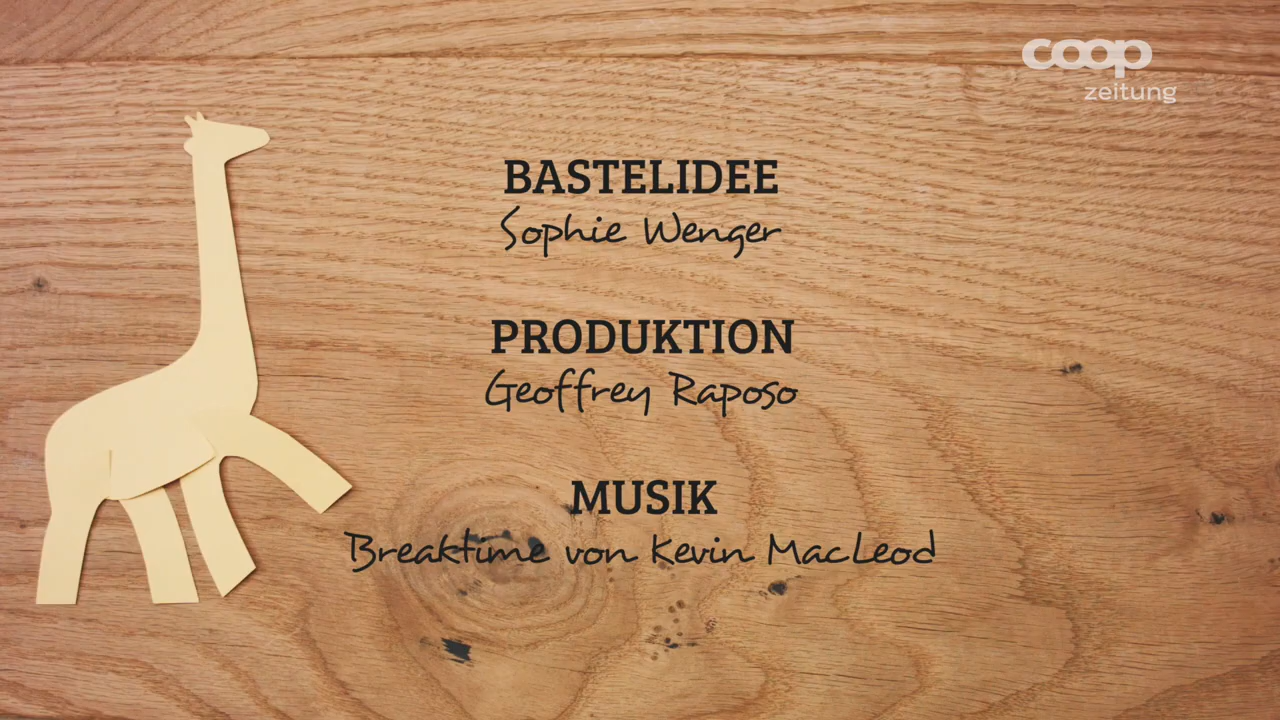 coop
zeitung
BASTELIDEE
Sophie Wenger
PRODUKTION
Geoffrey Raposo
MUSIK
Breaktime von Kevin MacLeod